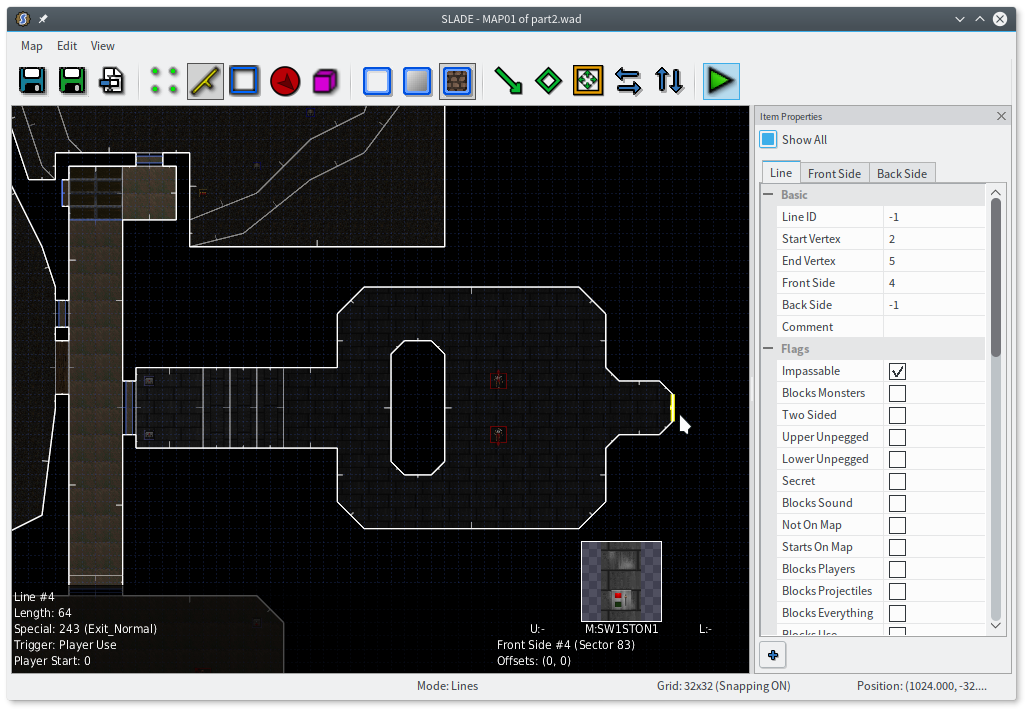 SLADE - MAP01 of part2.wad
Map Edit View
Item Properties
Show All
Line Front Side Back Side
Basic
Line ID -1
Start Vertex 2
End Vertex 5
Front Side 4
Back Side -1
Comment
Flags
Impassable
Blocks Monsters
Two Sided
Upper Unpegged
Lower Unpegged
Secret
Blocks Sound
Not On Map
Starts On Map
Blocks Players
Blocks Projectiles
Blocks Everything
Blocks Use
Line #4
Length: 64
Special: 243 (Exit_Normal)
Trigger: Player Use
Player Start: 0
U:- M:SW1STON1 L:-
Front Side #4 (Sector 83)
Offsets: (0, 0)
Mode: Lines Grid: 32x32 (Snapping ON) Position: (1024.000, -32....